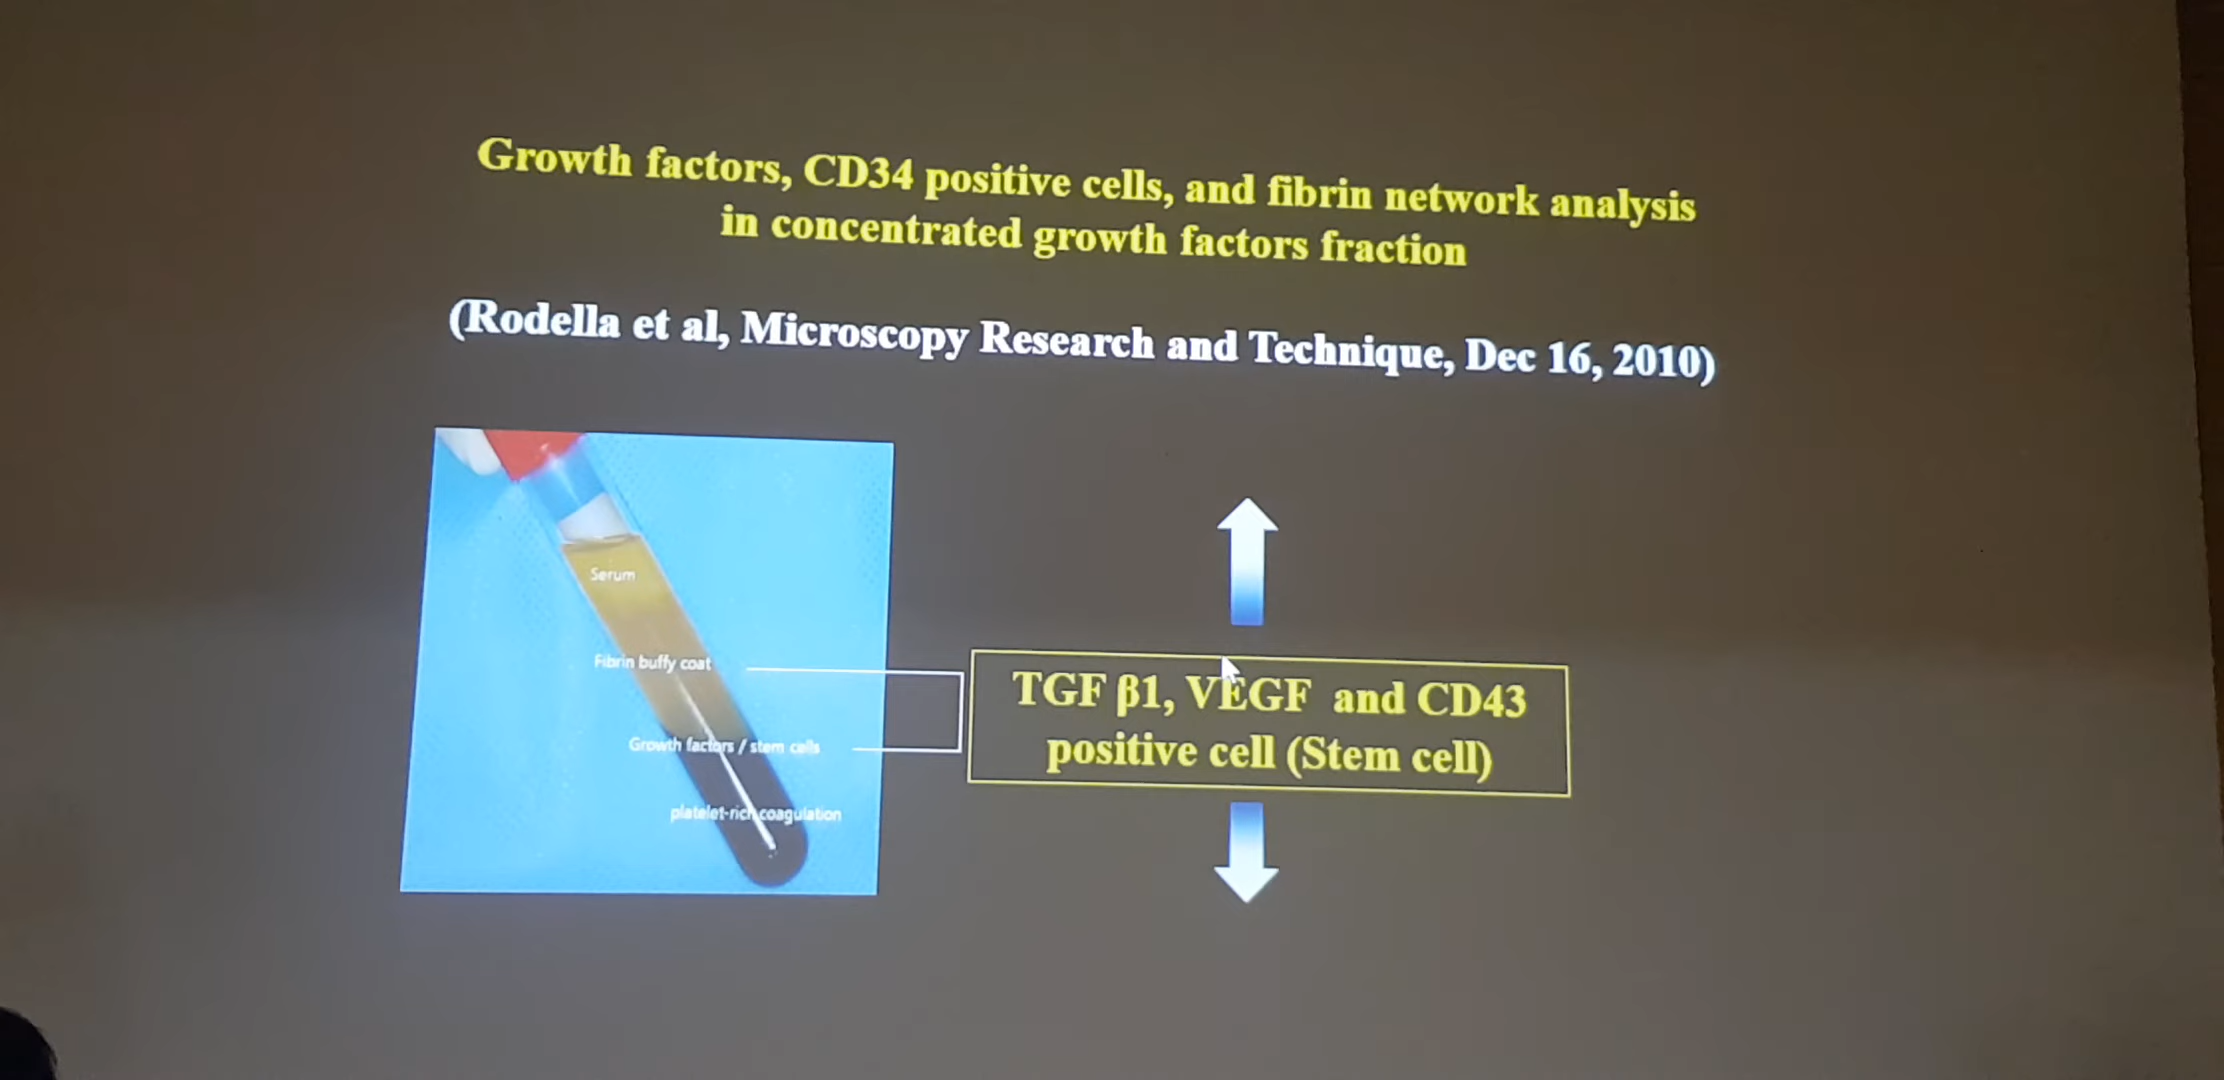 Growth factors, CD34 positive cells, and fibrin network analysis
in concentrated growth factors fraction
(Rodella et al, Microscopy Research and Technique, Dec 16, 2010)
Serum
Fibrin buffy coat
Growth factors / stem cells
platelet-rich coagulation
TGF β1, VEGF and CD43
positive cell (Stem cell)